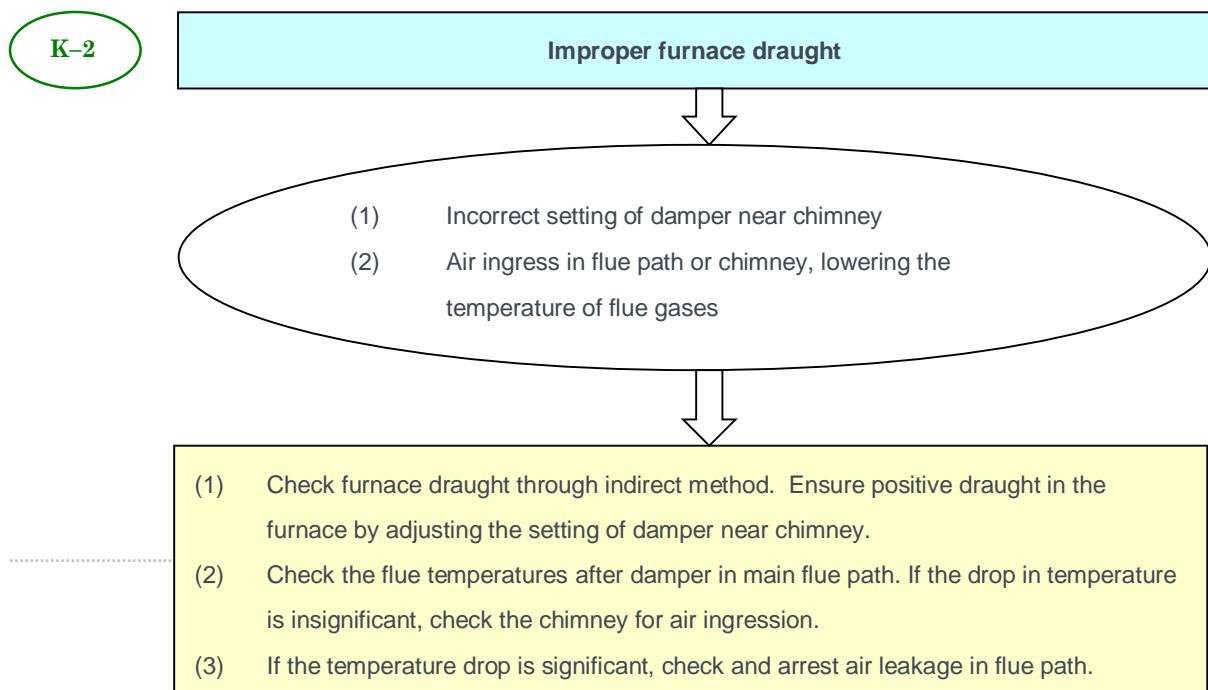 K–2
Improper furnace draught
(1) Incorrect setting of damper near chimney
(2) Air ingress in flue path or chimney, lowering the
temperature of flue gases
(1) Check furnace draught through indirect method. Ensure positive draught in the
furnace by adjusting the setting of damper near chimney.
(2) Check the flue temperatures after damper in main flue path. If the drop in temperature
is insignificant, check the chimney for air ingression.
(3) If the temperature drop is significant, check and arrest air leakage in flue path.